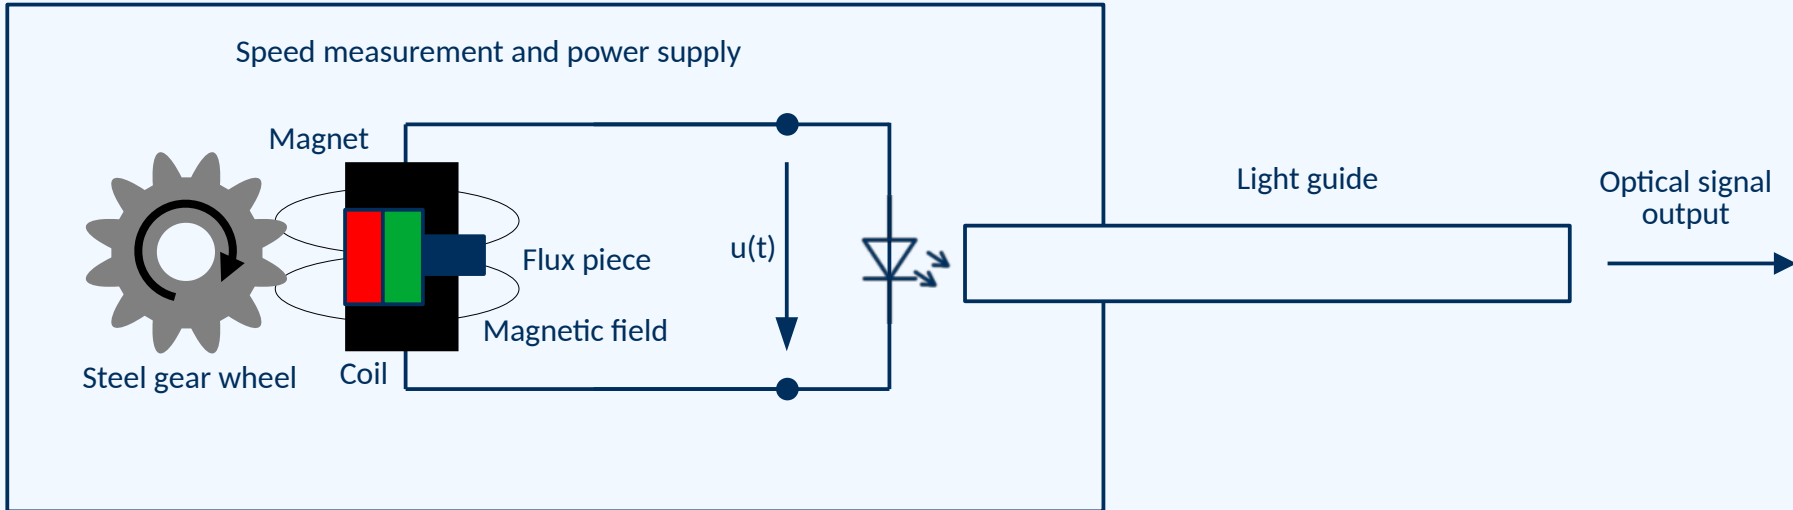 Speed measurement and power supply
Magnet
Light guide
Optical signal
output
u(t)
Flux piece
Magnetic field
Coil
Steel gear wheel